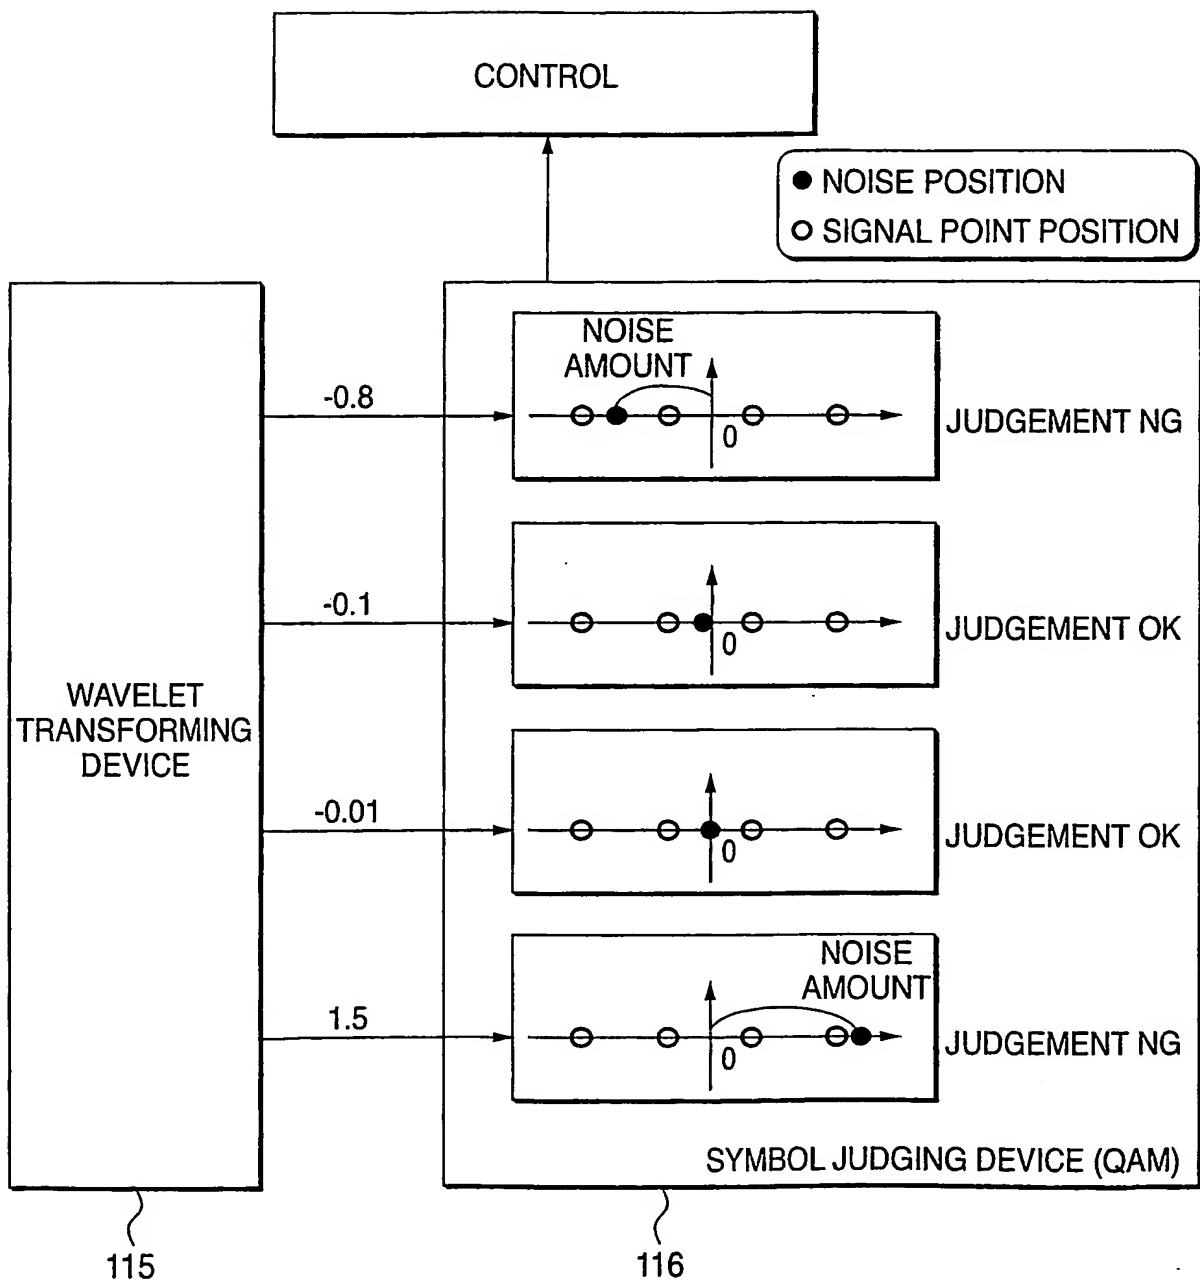 CONTROL
● NOISE POSITION
○ SIGNAL POINT POSITION
NOISE
AMOUNT
-0.8
0
JUDGEMENT NG
-0.1
0
JUDGEMENT OK
WAVELET
TRANSFORMING
DEVICE
-0.01
0
JUDGEMENT OK
NOISE
AMOUNT
1.5
0
JUDGEMENT NG
SYMBOL JUDGING DEVICE (QAM)
115
116